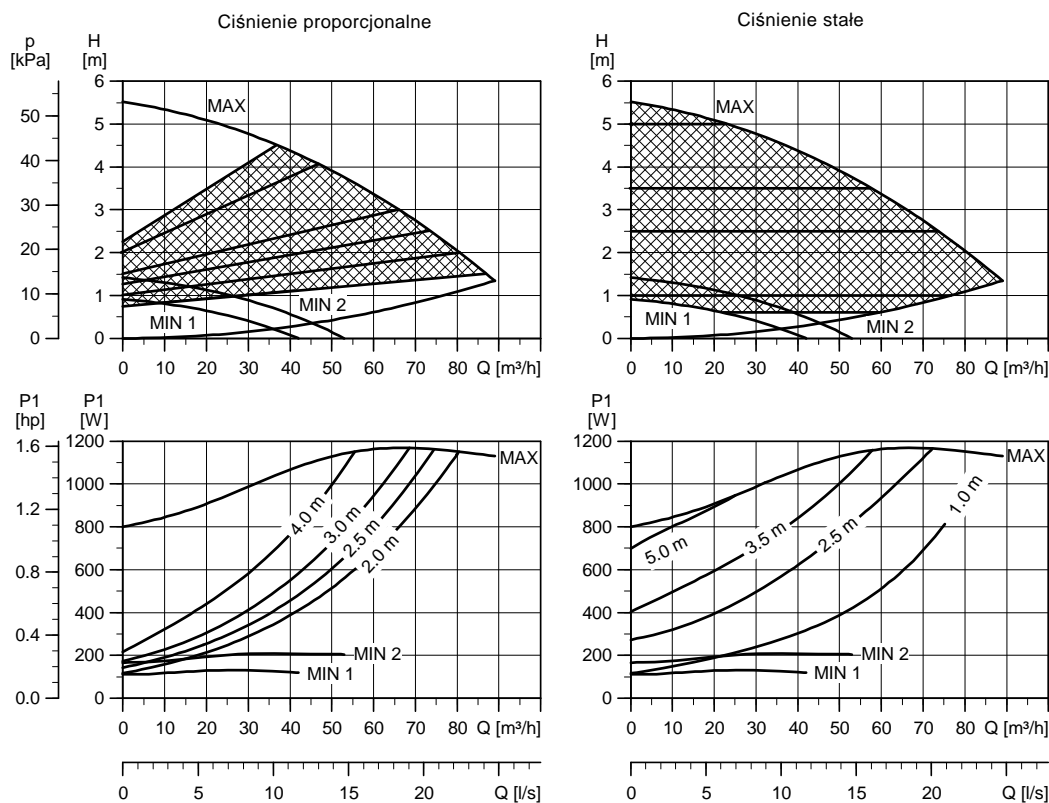 Ciśnienie proporcjonalne
Ciśnienie stałe
p
[kPa]
H
[m]
50
40
30
20
10
0
6
5
4
3
2
1
0
MAX
MIN 1
MIN 2
0 10 20 30 40 50 60 70 80 Q [m³/h]
H
[m]
6
5
4
3
2
1
0
MAX
MIN 1
MIN 2
0 10 20 30 40 50 60 70 80 Q [m³/h]
P1
[hp]
P1
[W]
1.6
1.2
0.8
0.4
0.0
1200
1000
800
600
400
200
0
MAX
4.0 m
3.0 m
2.5 m
2.0 m
MIN 2
MIN 1
0 10 20 30 40 50 60 70 80 Q [m³/h]
0 5 10 15 20 Q [l/s]
P1
[W]
1200
1000
800
600
400
200
0
MAX
5.0 m
3.5 m
2.5 m
1.0 m
MIN 2
MIN 1
0 10 20 30 40 50 60 70 80 Q [m³/h]
0 5 10 15 20 Q [l/s]